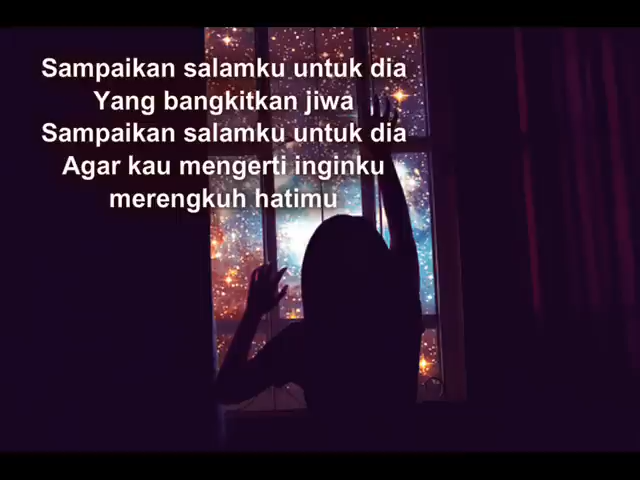 Sampaikan salamku untuk dia
Yang bangkitkan jiwa
Sampaikan salamku untuk dia
Agar kau mengerti inginku
merengkuh hatimu